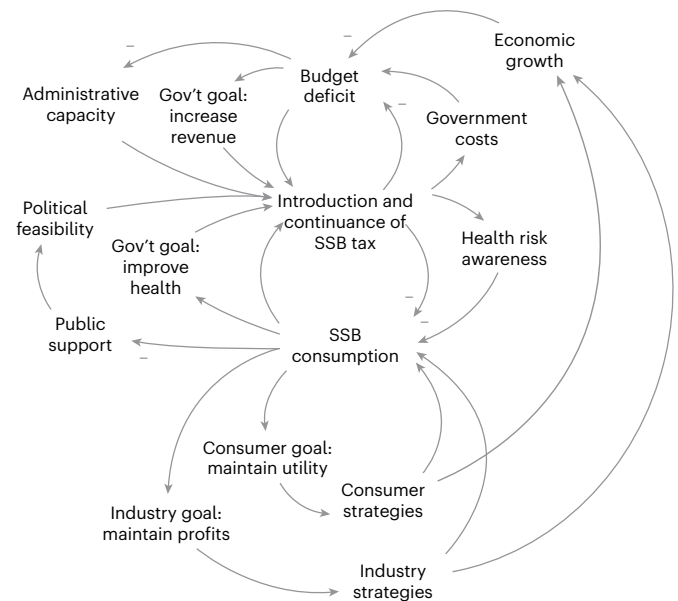 Economic
growth
Budget
deficit
Administrative
capacity
Gov't goal:
increase
revenue
Government
costs
Introduction and
continuance of
SSB tax
Political
feasibility
Health risk
awareness
Gov't goal:
improve
health
Public
support
SSB
consumption
Consumer goal:
maintain utility
Consumer
strategies
Industry goal:
maintain profits
Industry
strategies
–
–
–
–
–
–